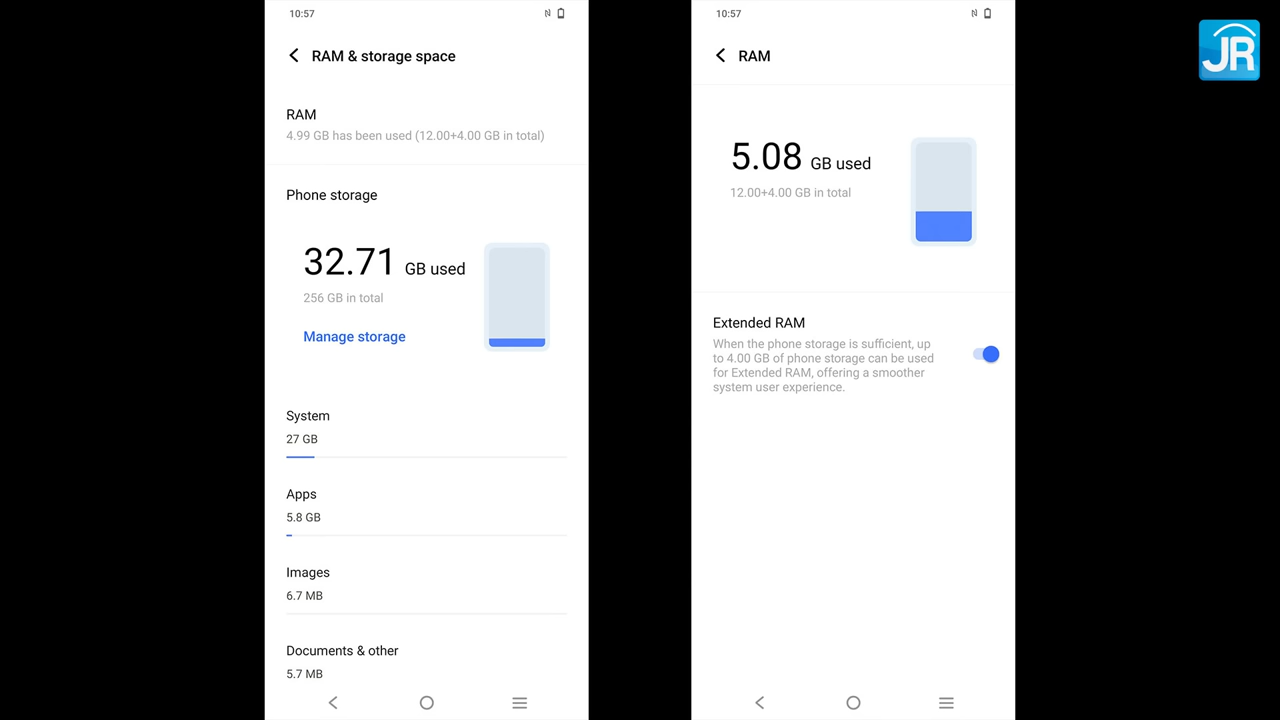 10:57
RAM & storage space
RAM
4.99 GB has been used (12.00+4.00 GB in total)
Phone storage
32.71 GB used
256 GB in total
Manage storage
System
27 GB
Apps
5.8 GB
Images
6.7 MB
Documents & other
5.7 MB
10:57
RAM
5.08 GB used
12.00+4.00 GB in total
Extended RAM
When the phone storage is sufficient, up
to 4.00 GB of phone storage can be used
for Extended RAM, offering a smoother
system user experience.
JR